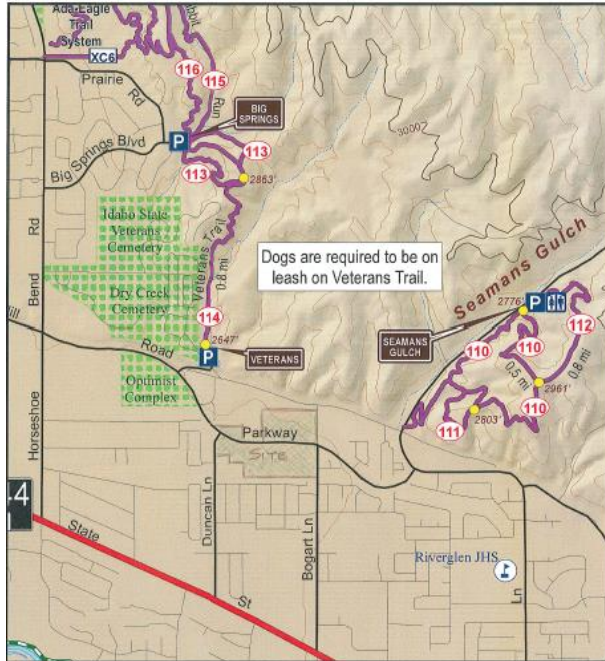 Ada-Eagle
Trail
System
XC6
Prairie
Rd
116
115
Run
BIG
SPRINGS
Big Springs Blvd
P
113
113
2863'
3000'
Idaho State
Veterans
Cemetery
Veterans Trail
0.8 mi
Dogs are required to be on
leash on Veterans Trail.
Seamans Gulch
Bend
Rd
Dry Creek
Cemetery
114
2647'
P
VETERANS
2776'
P
112
SEAMANS
GULCH
110
110
0.5 mi
0.8 mi
2961'
110
111
2803'
Road
Optimist
Complex
Horseshoe
Parkway
SITE
Duncan Ln
Bogart Ln
State
St
Riverglen JHS
Ln